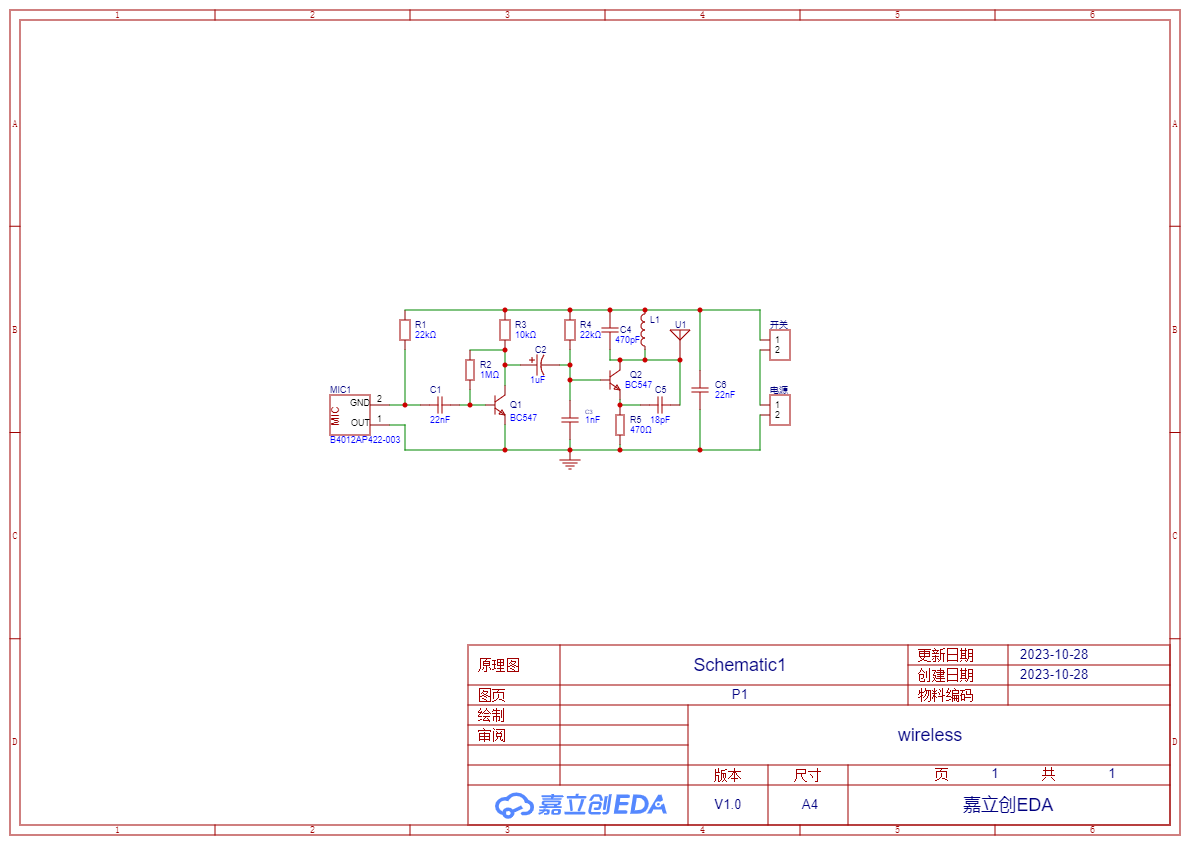 1 2 3 4 5 6
A A
R1
22kΩ
R3
10kΩ
R4
22kΩ
C4
470pF
L1
U1
开关
1
2
R2
1MΩ
C2
1uF
Q2
BC547
C5
18pF
C6
22nF
电源
1
2
B B
MIC1
MIC
GND 2
OUT 1
B4012AP422-003
C1
22nF
Q1
BC547
C3
1nF
R5
470Ω
C C
原理图 Schematic1 更新日期 2023-10-28
创建日期 2023-10-28
图页 P1 物料编码
绘制
审阅 wireless
D D
版本 尺寸 页 1 共 1
嘉立创EDA V1.0 A4 嘉立创EDA
1 2 3 4 5 6